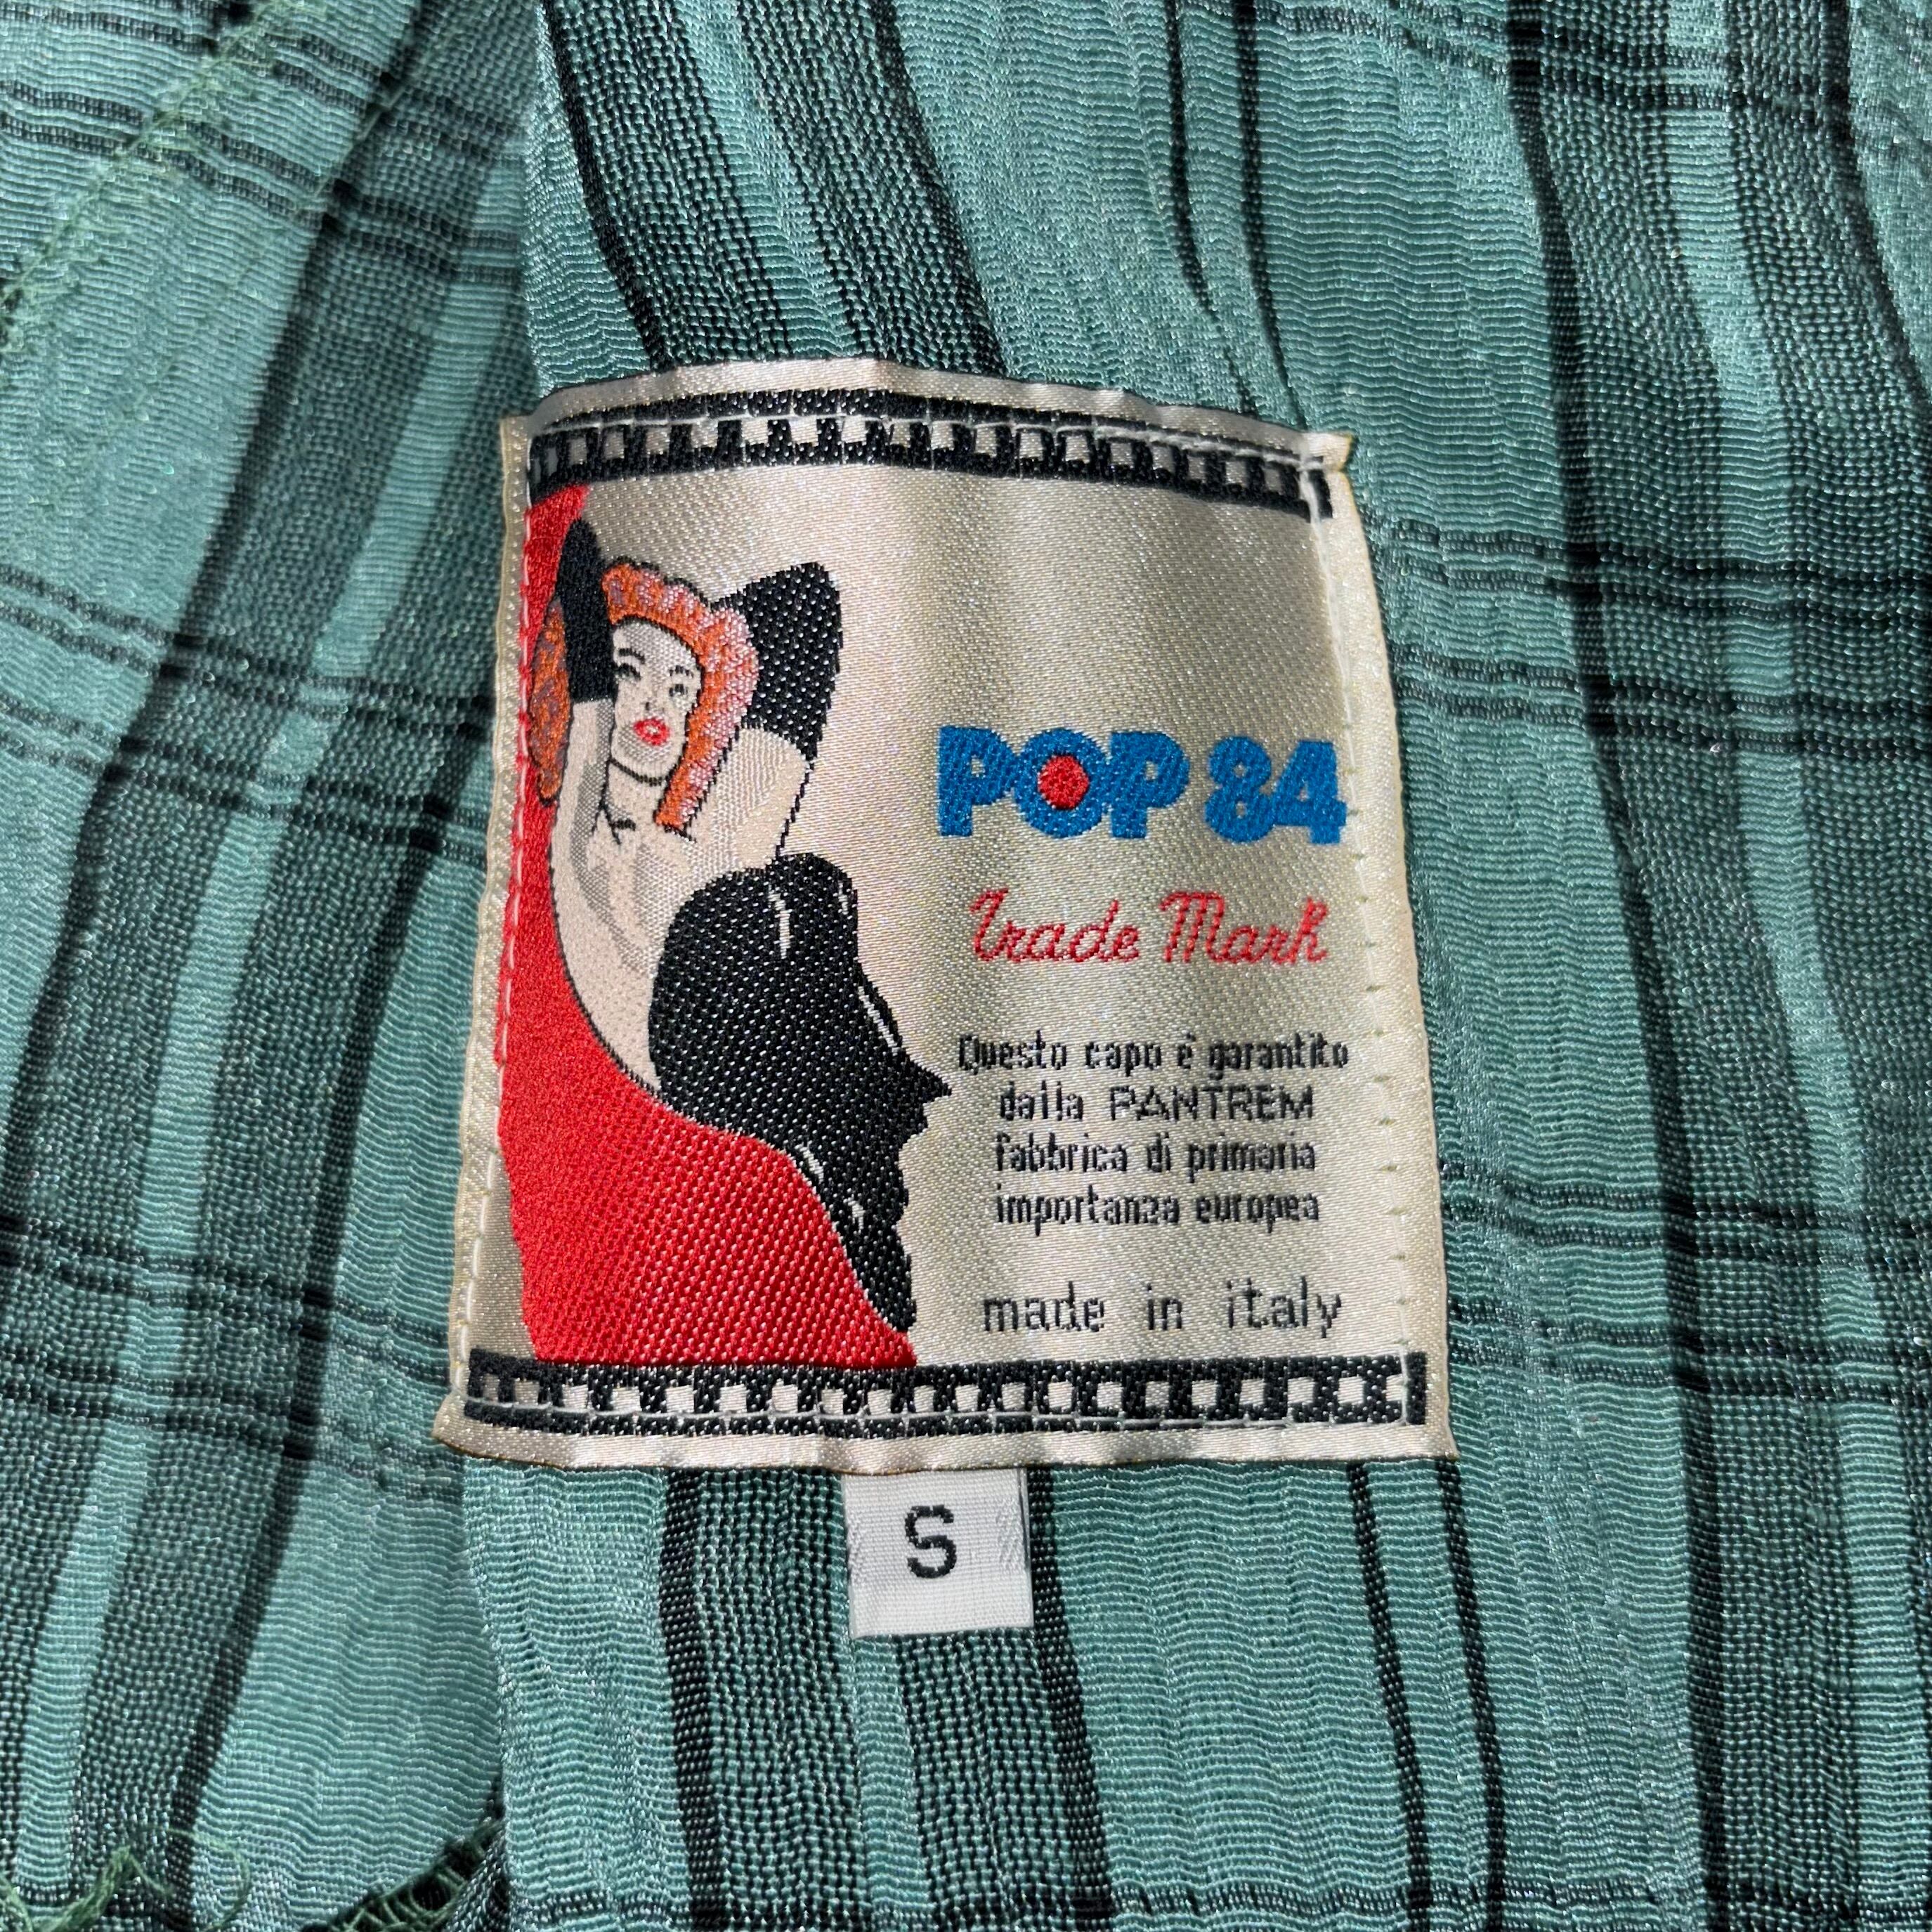 POP 84
Trade Mark
Questo capo è garantito
dalla PANTREM
fabbrica di primaria
importanza europea
made in italy
S